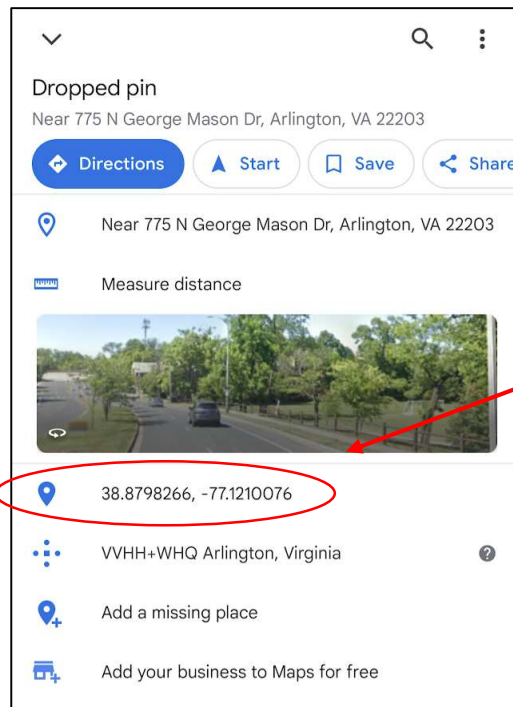 Dropped pin
Near 775 N George Mason Dr, Arlington, VA 22203
Directions Start Save Share
Near 775 N George Mason Dr, Arlington, VA 22203
Measure distance
38.8798266, -77.1210076
VVHH+WHQ Arlington, Virginia
Add a missing place
Add your business to Maps for free